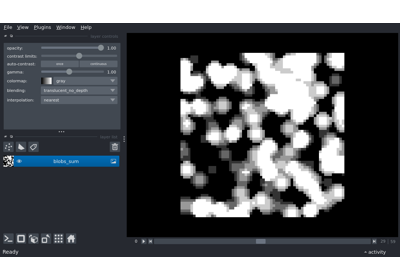 File View Plugins Window Help
opacity: 1.00
contrast limits:
auto-contrast: once continuous
gamma: 1.00
colormap: gray
blending: translucent_no_depth
interpolation: nearest
blobs_sum
Ready
activity